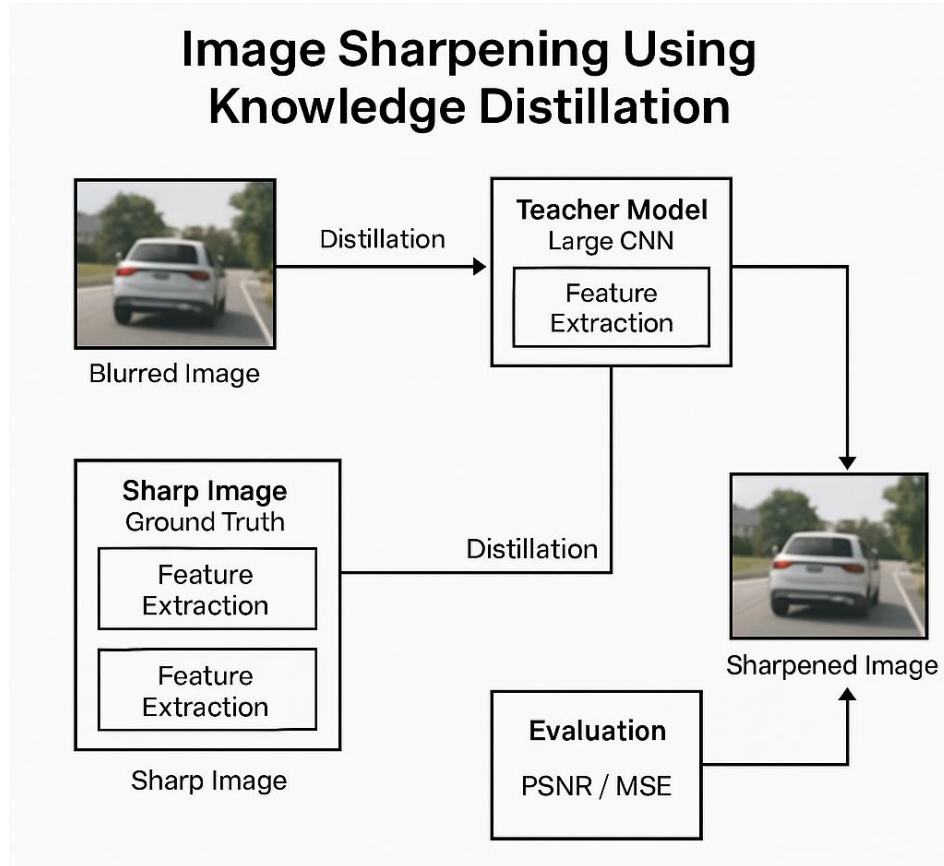 Image Sharpening Using
Knowledge Distillation
Distillation
Teacher Model
Large CNN
Feature
Extraction
Blurred Image
Sharp Image
Ground Truth
Feature
Extraction
Feature
Extraction
Sharp Image
Distillation
Sharpened Image
Evaluation
PSNR / MSE